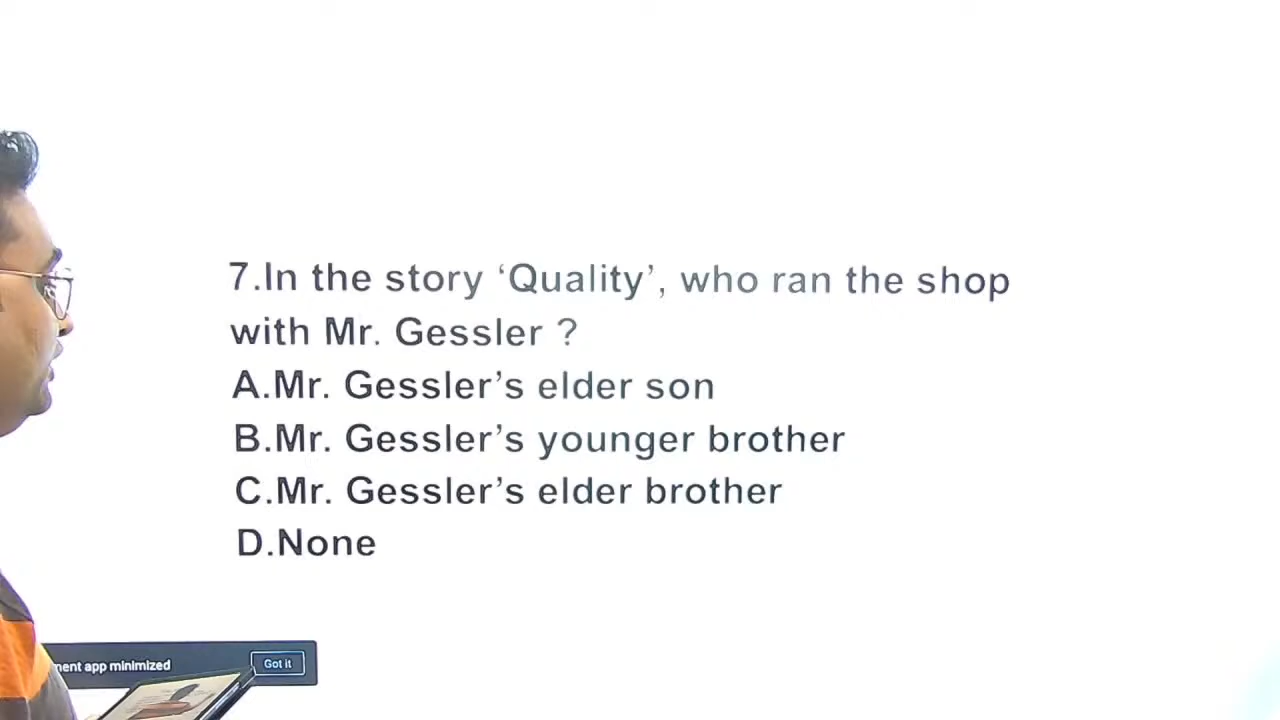 7.In the story ‘Quality’, who ran the shop
with Mr. Gessler ?
A.Mr. Gessler’s elder son
B.Mr. Gessler’s younger brother
C.Mr. Gessler’s elder brother
D.None
app minimized
Got it